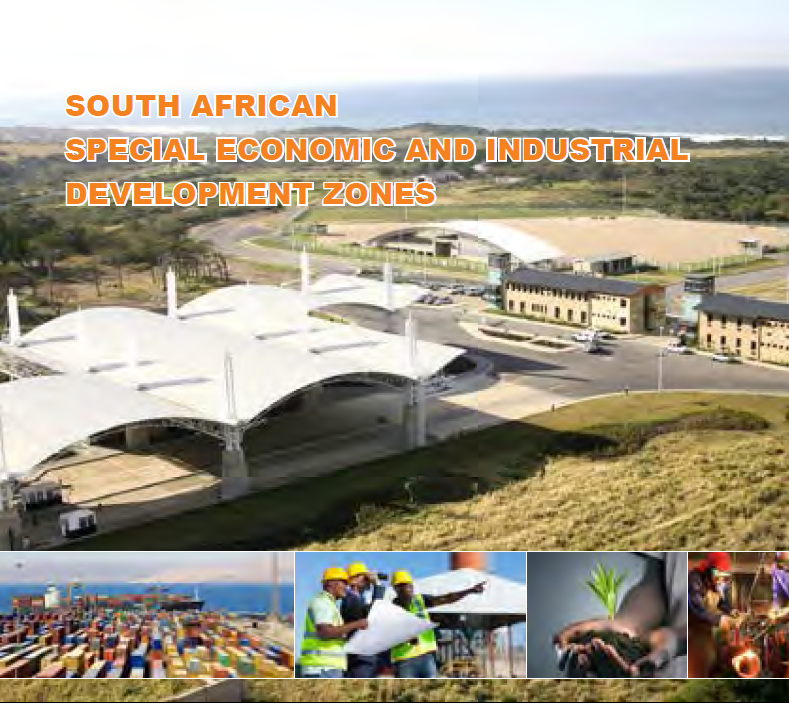 SOUTH AFRICAN
SPECIAL ECONOMIC AND INDUSTRIAL
DEVELOPMENT ZONES